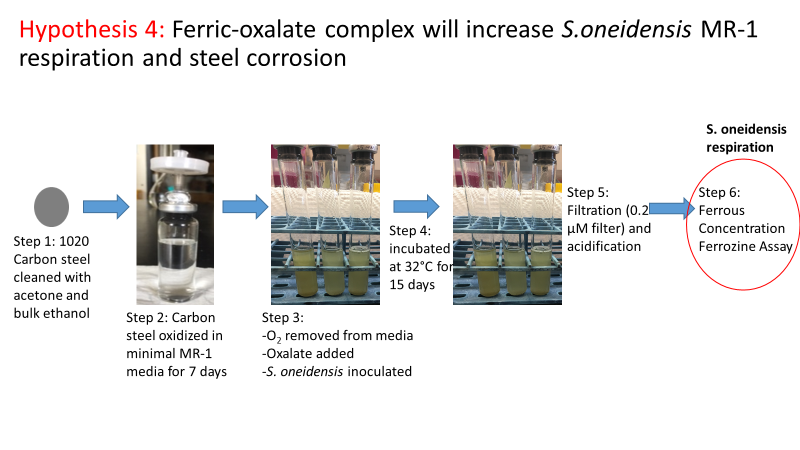 Hypothesis 4: Ferric-oxalate complex will increase S.oneidensis MR-1
respiration and steel corrosion
Step 1: 1020
Carbon steel
cleaned with
acetone and
bulk ethanol
Step 2: Carbon
steel oxidized in
minimal MR-1
media for 7 days
Step 3:
-O₂ removed from media
-Oxalate added
-S. oneidensis inoculated
Step 4:
incubated
at 32°C for
15 days
Step 5:
Filtration (0.2
µM filter) and
acidification
S. oneidensis
respiration
Step 6:
Ferrous
Concentration
Ferrozine Assay